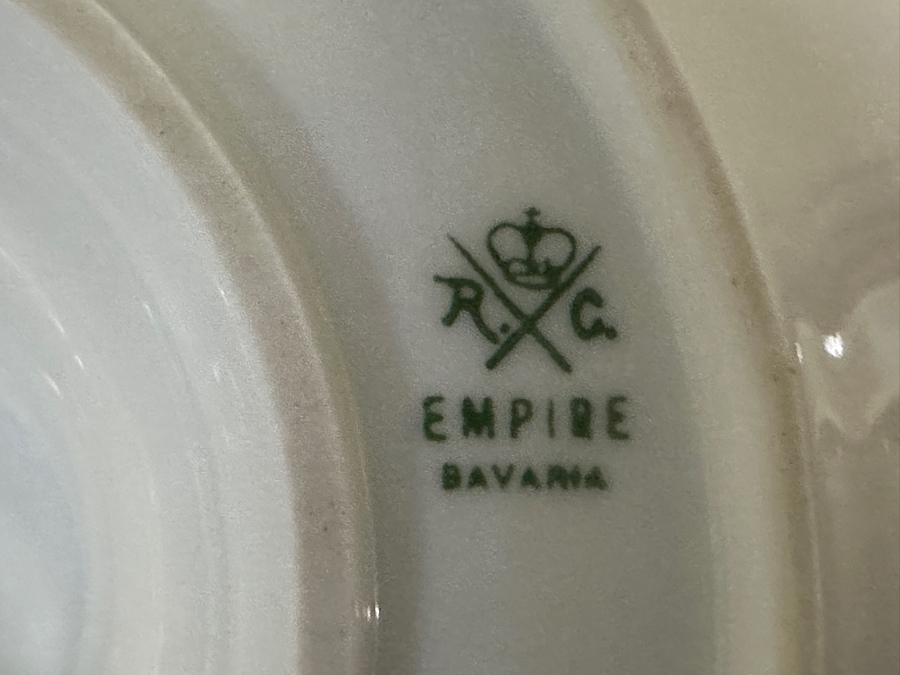 R. G.
EMPIRE
BAVARIA